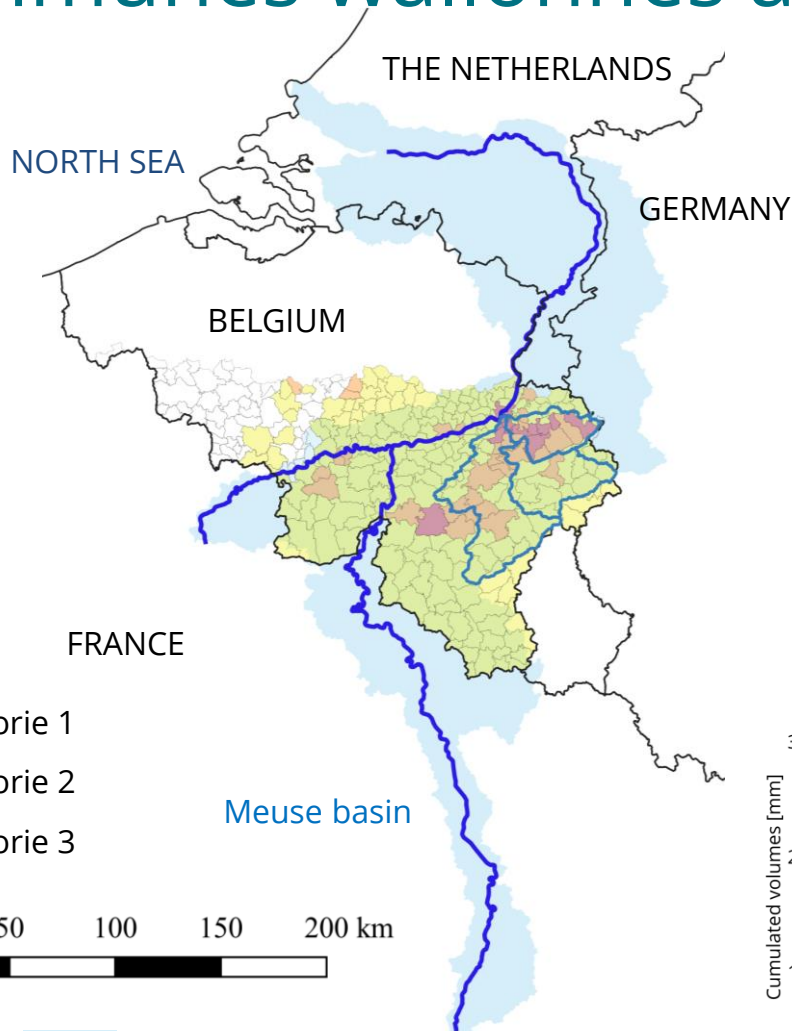 THE NETHERLANDS
NORTH SEA
GERMANY
BELGIUM
FRANCE
orie 1
orie 2
orie 3
Meuse basin
50 100 150 200 km
Cumulated volumes [mm]